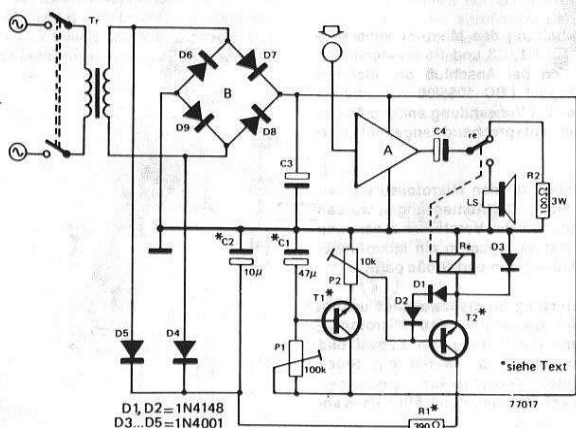 Tr
D6
D7
B
D9
D8
C3
A
C4
re
LS
R2
100Ω
3W
*C2
10µ
*C1
47µ
10k
P2
T1*
P1
100k
Re
D3
D1
D2
T2*
D5
D4
R1*
390Ω
*siehe Text
77017
D1, D2=1N4148
D3...D5=1N4001